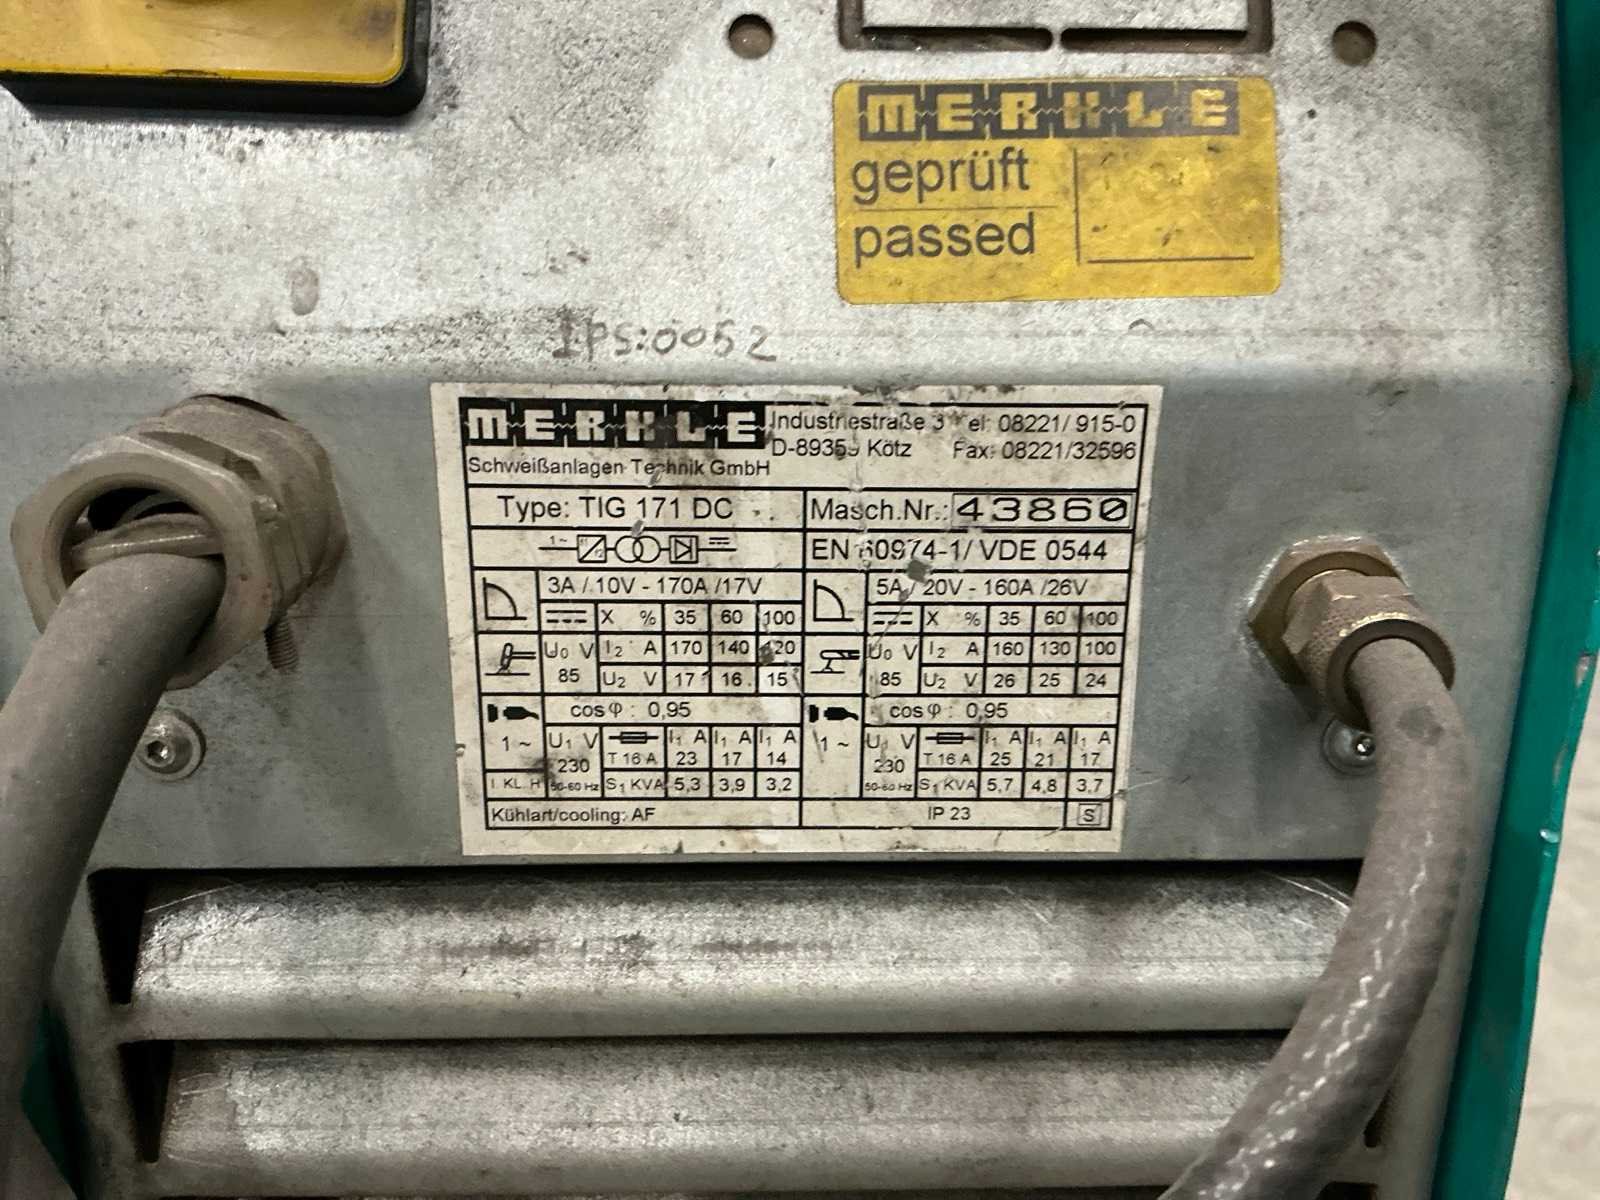 MERKLE
geprüft
passed
IPS:0052
MERKLE Industriestraße 3 Tel: 08221/ 915-0
D-89359 Kötz Fax: 08221/32596
Schweißanlagen Technik GmbH
Type: TIG 171 DC Masch.Nr.: 43860
1~ EN 60974-1/ VDE 0544
3A / 10V - 170A /17V 5A / 20V - 160A /26V
X % 35 60 100 X % 35 60 100
U0 V I2 A 170 140 120 U0 V I2 A 160 130 100
85 U2 V 17 16 15 85 U2 V 26 25 24
cos φ : 0,95 cos φ : 0,95
1 ~ U1 V I1 A I1 A I1 A 1 ~ U1 V I1 A I1 A I1 A
230 T 16 A 23 17 14 230 T 16 A 25 21 17
I. KL. H 50-60 Hz S1 KVA 5,3 3,9 3,2 50-60 Hz S1 KVA 5,7 4,8 3,7
Kühlart/cooling: AF IP 23 S